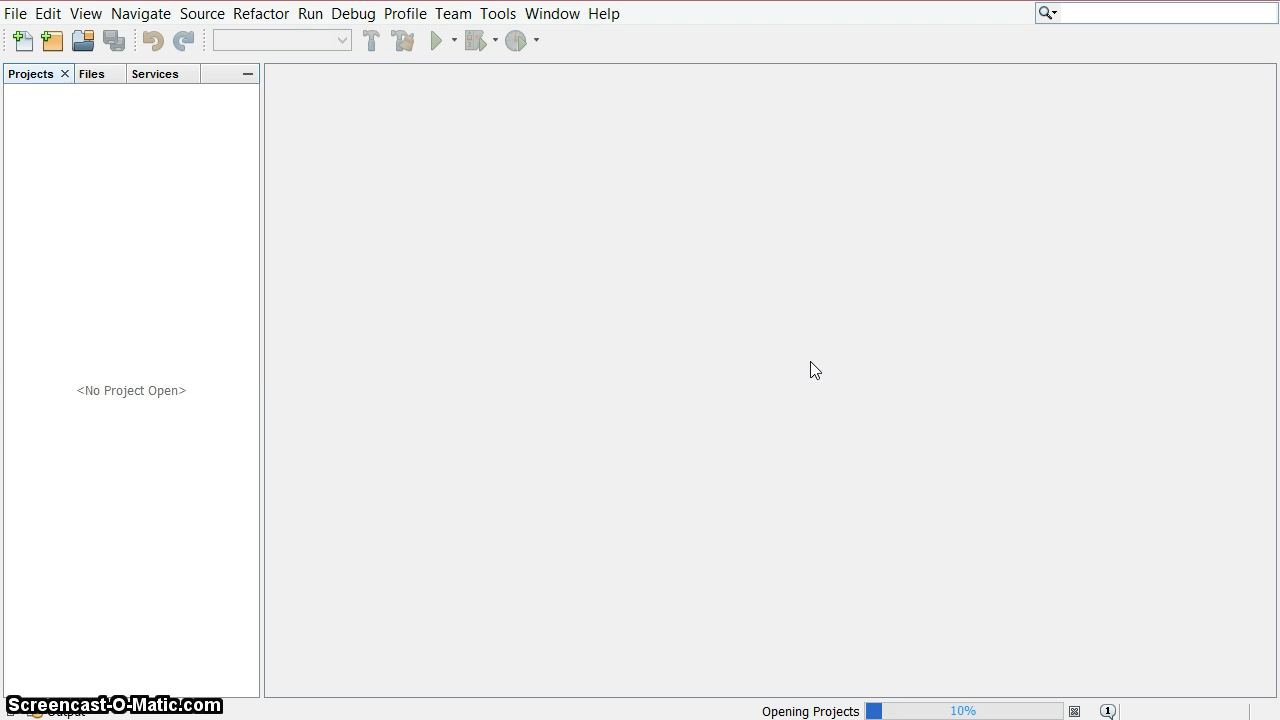 File Edit View Navigate Source Refactor Run Debug Profile Team Tools Window Help
Projects Files Services
<No Project Open>
Screencast-O-Matic.com
Output
Opening Projects 10% 1